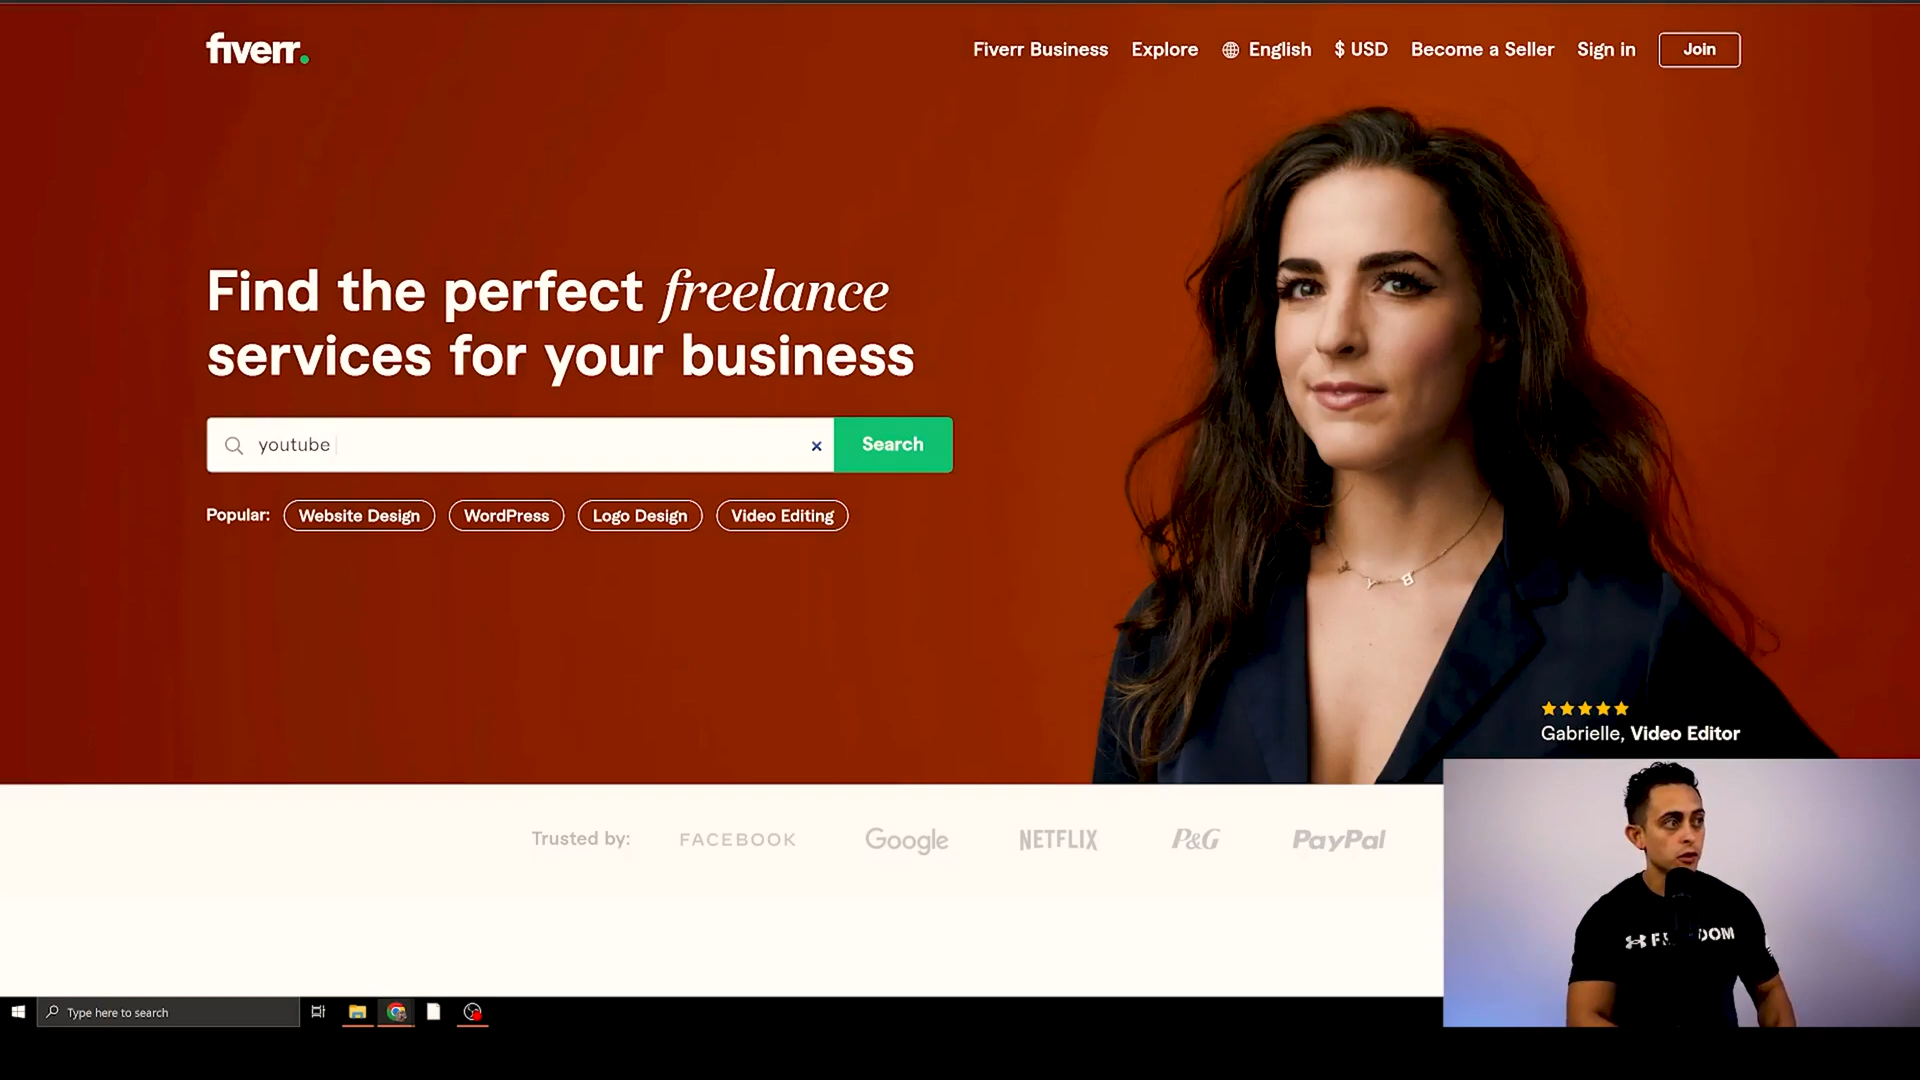 fiverr.
Fiverr Business Explore English $ USD Become a Seller Sign in Join
Find the perfect freelance
services for your business
youtube
Search
Popular: Website Design WordPress Logo Design Video Editing
Gabrielle, Video Editor
Trusted by: FACEBOOK Google NETFLIX P&G PayPal
Type here to search